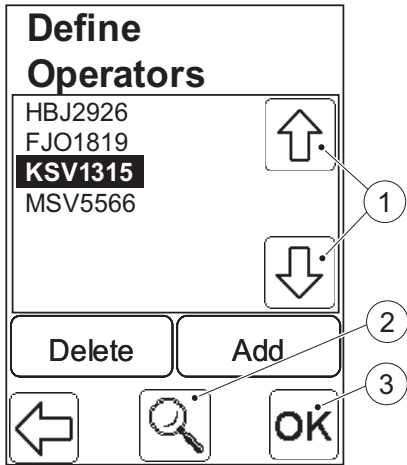 Define
Operators
HBJ2926
FJO1819
KSV1315
MSV5566
1
2
Delete Add
3
OK